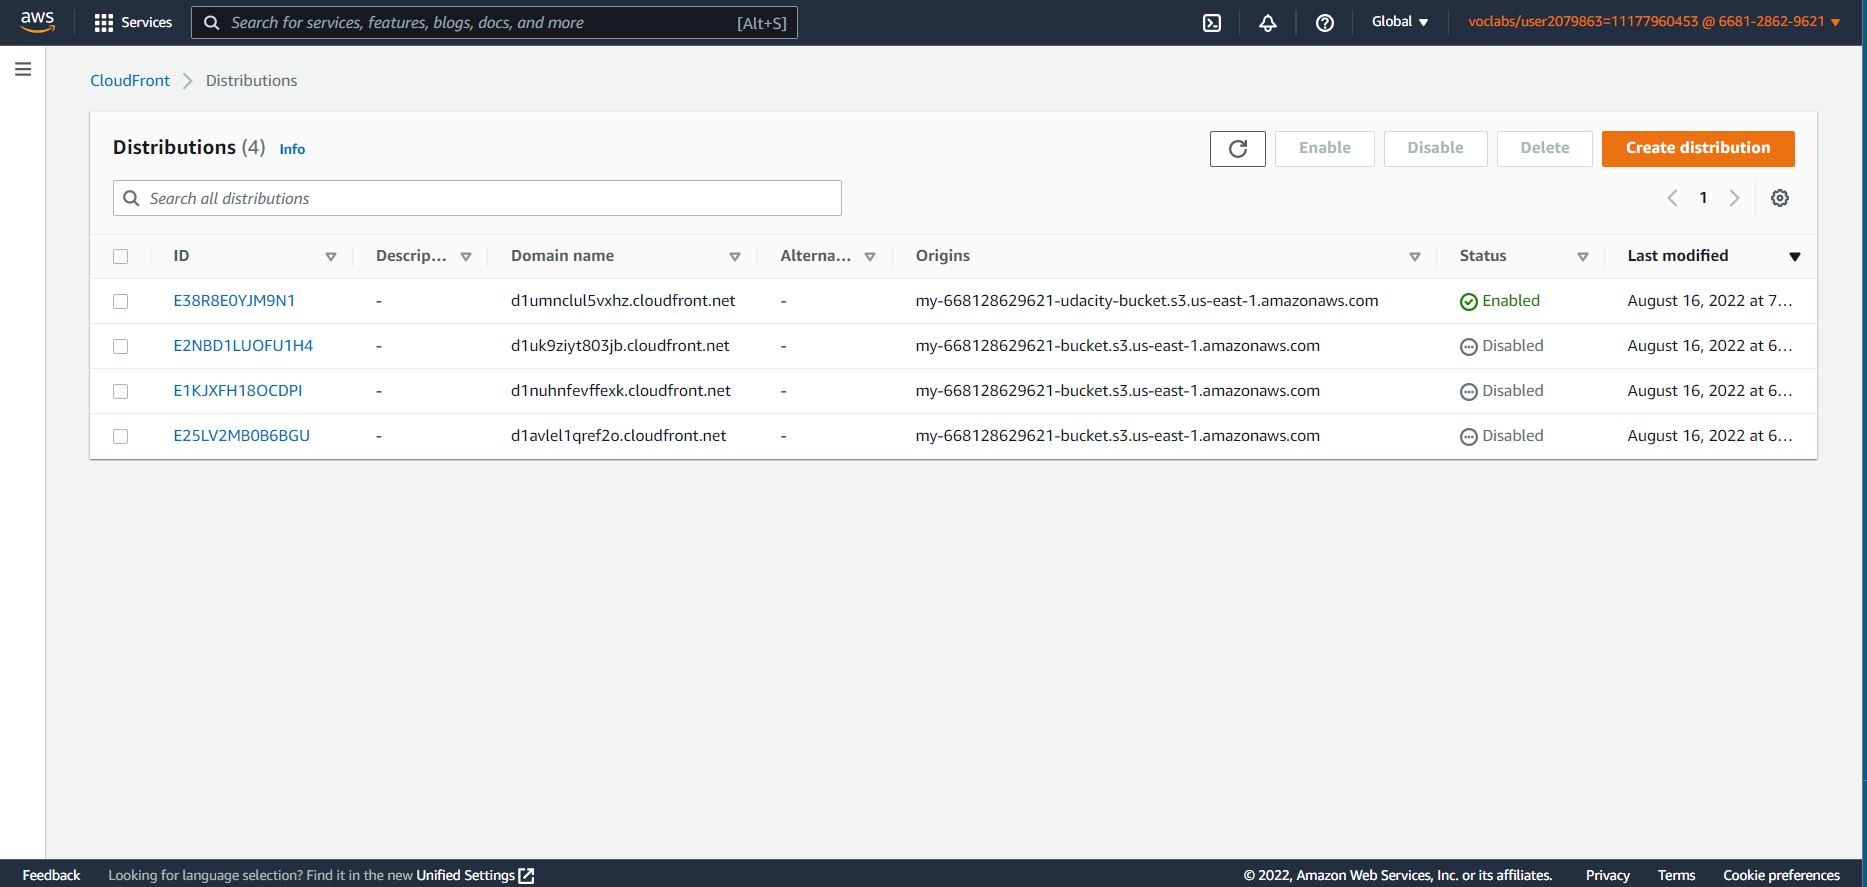 aws Services Search for services, features, blogs, docs, and more [Alt+S] Global voclabs/user2079863=11177960453 @ 6681-2862-9621
CloudFront Distributions
Distributions (4) Info Enable Disable Delete Create distribution
Search all distributions 1
ID Descrip... Domain name Alterna... Origins Status Last modified
E38R8E0YJM9N1 - d1umnclul5vxhz.cloudfront.net - my-668128629621-udacity-bucket.s3.us-east-1.amazonaws.com Enabled August 16, 2022 at 7...
E2NBD1LUOFU1H4 - d1uk9ziyt803jb.cloudfront.net - my-668128629621-bucket.s3.us-east-1.amazonaws.com Disabled August 16, 2022 at 6...
E1KJXFH18OCDPI - d1nuhnfevffexk.cloudfront.net - my-668128629621-bucket.s3.us-east-1.amazonaws.com Disabled August 16, 2022 at 6...
E25LV2MB0B6BGU - d1avlel1qref2o.cloudfront.net - my-668128629621-bucket.s3.us-east-1.amazonaws.com Disabled August 16, 2022 at 6...
Feedback Looking for language selection? Find it in the new Unified Settings © 2022, Amazon Web Services, Inc. or its affiliates. Privacy Terms Cookie preferences